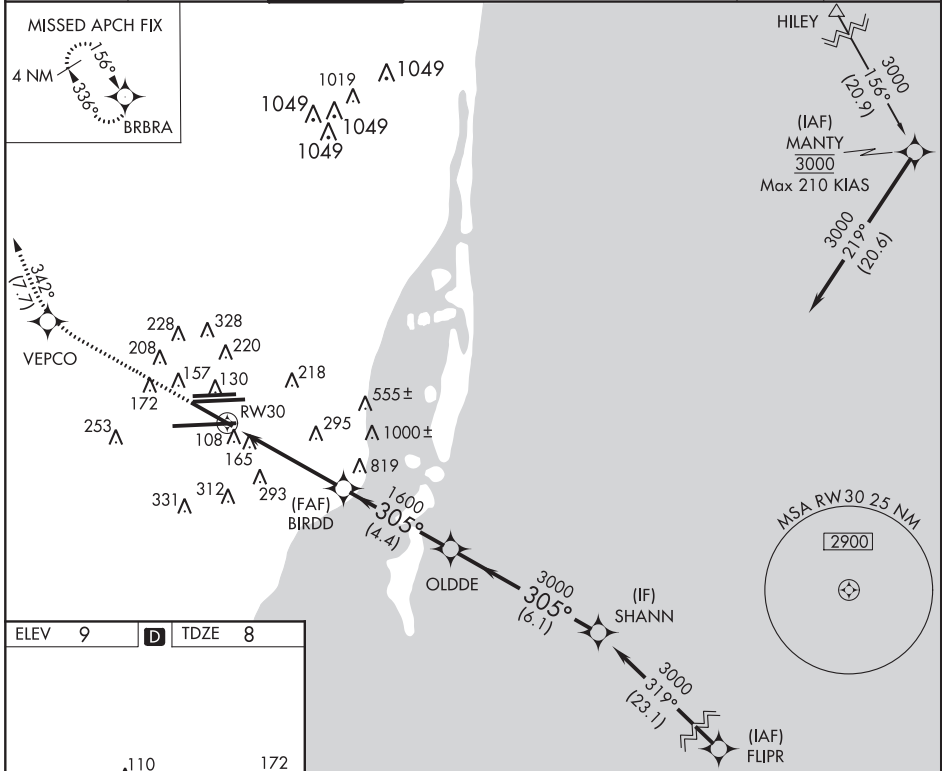 MISSED APCH FIX
4 NM
156°
336°
BRBRA
1019
1049
1049
1049
1049
HILEY
3000
156°
(20.9)
(IAF)
MANTY
3000
Max 210 KIAS
3000
219°
(20.6)
342°
(7.7)
VEPCO
228
328
208
220
157
130
218
172
RW30
555±
253
108
295
1000±
165
819
331
312
293
(FAF)
BIRDD
1600
305°
(4.4)
OLDDE
3000
305°
(6.1)
(IF)
SHANN
3000
319°
(23.1)
(IAF)
FLIPR
MSA RW30 25 NM
2900
ELEV 9 D TDZE 8
110
172